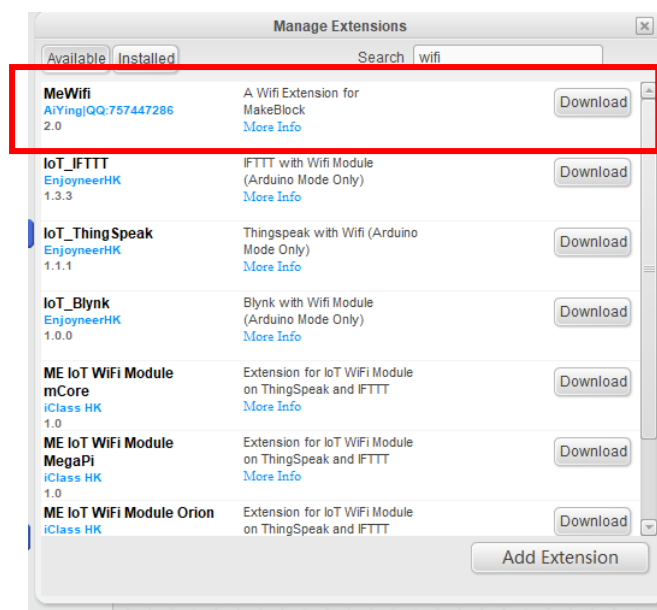 Manage Extensions
Available Installed Search wifi
MeWifi
AiYing|QQ:757447286
2.0
A Wifi Extension for
MakeBlock
More Info
Download
IoT_IFTTT
EnjoyneerHK
1.3.3
IFTTT with Wifi Module
(Arduino Mode Only)
More Info
Download
IoT_ThingSpeak
EnjoyneerHK
1.1.1
Thingspeak with Wifi (Arduino
Mode Only)
More Info
Download
IoT_Blynk
EnjoyneerHK
1.0.0
Blynk with Wifi Module
(Arduino Mode Only)
More Info
Download
ME IoT WiFi Module
mCore
iClass HK
1.0
Extension for IoT WiFi Module
on ThingSpeak and IFTTT
More Info
Download
ME IoT WiFi Module
MegaPi
iClass HK
1.0
Extension for IoT WiFi Module
on ThingSpeak and IFTTT
More Info
Download
ME IoT WiFi Module Orion
iClass HK
Extension for IoT WiFi Module
on ThingSpeak and IFTTT
Download
Add Extension